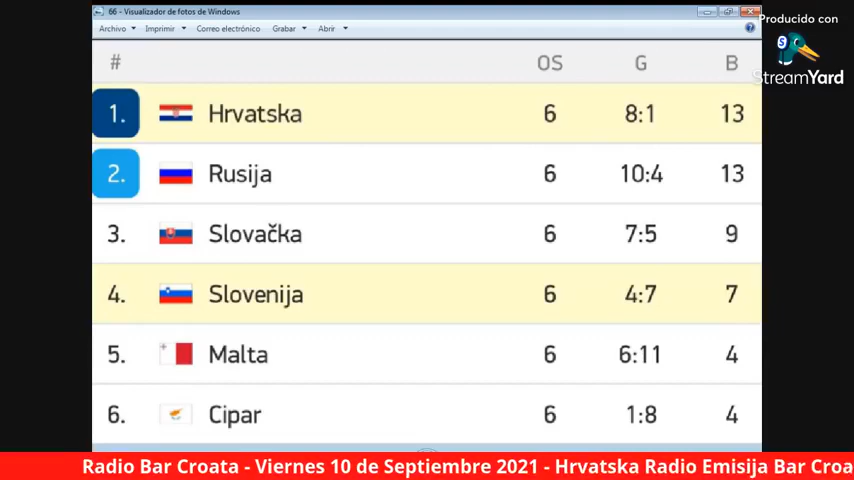 66 - Visualizador de fotos de Windows
Archivo Imprimir Correo electrónico Grabar Abrir
Producido con
StreamYard
# OS G B
1. Hrvatska 6 8:1 13
2. Rusija 6 10:4 13
3. Slovačka 6 7:5 9
4. Slovenija 6 4:7 7
5. Malta 6 6:11 4
6. Cipar 6 1:8 4
Radio Bar Croata - Viernes 10 de Septiembre 2021 - Hrvatska Radio Emisija Bar Croa